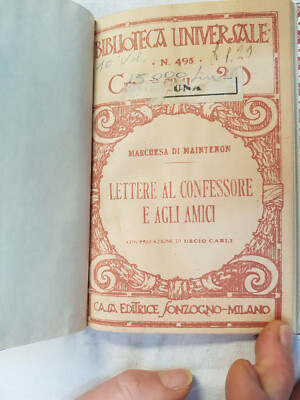 BIBLIOTECA UNIVERSALE
N. 495
UNA
MARCHESA DI MAINTENON
LETTERE AL CONFESSORE
E AGLI AMICI
CON PREFAZIONE DI DECIO CARLI
CASA EDITRICE SONZOGNO-MILANO